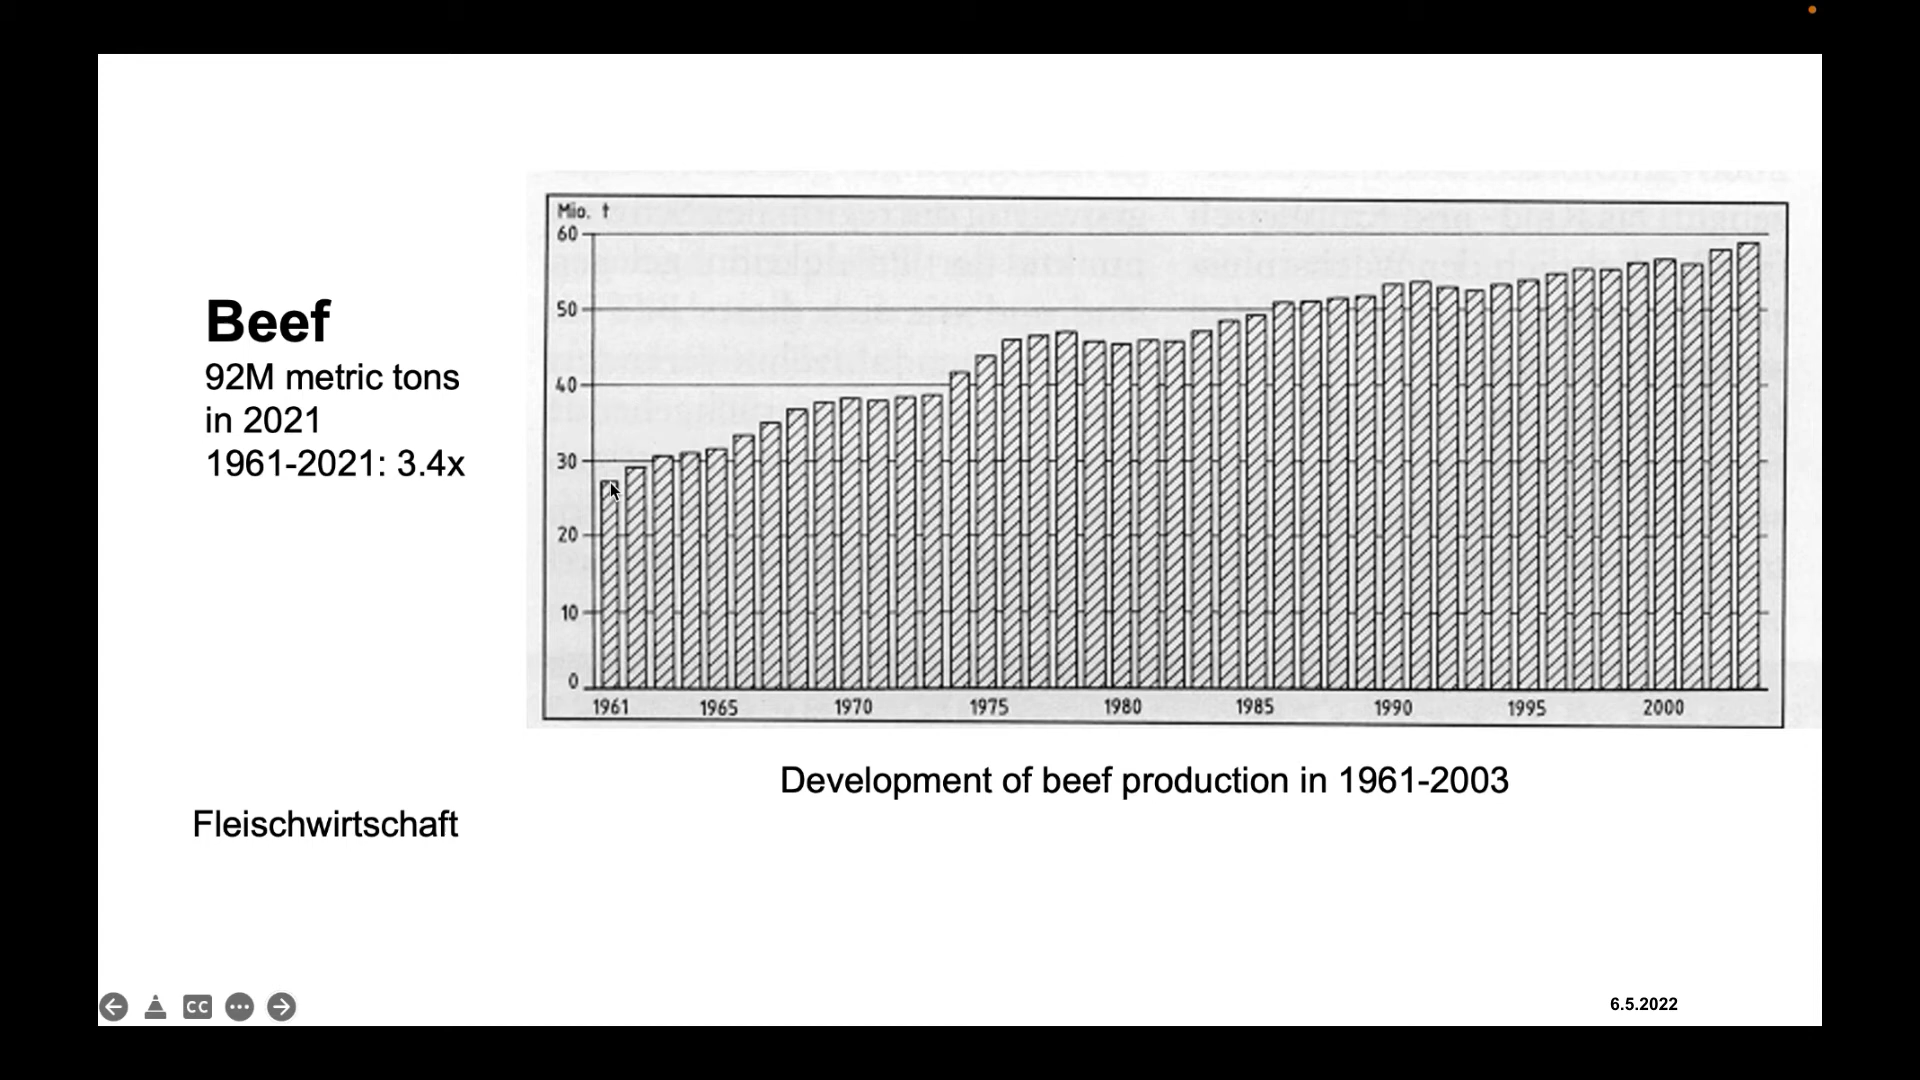 Beef
92M metric tons
in 2021
1961-2021: 3.4x
Mio. t
60
50
40
30
20
10
0
1961 1965 1970 1975 1980 1985 1990 1995 2000
Development of beef production in 1961-2003
Fleischwirtschaft
CC
6.5.2022